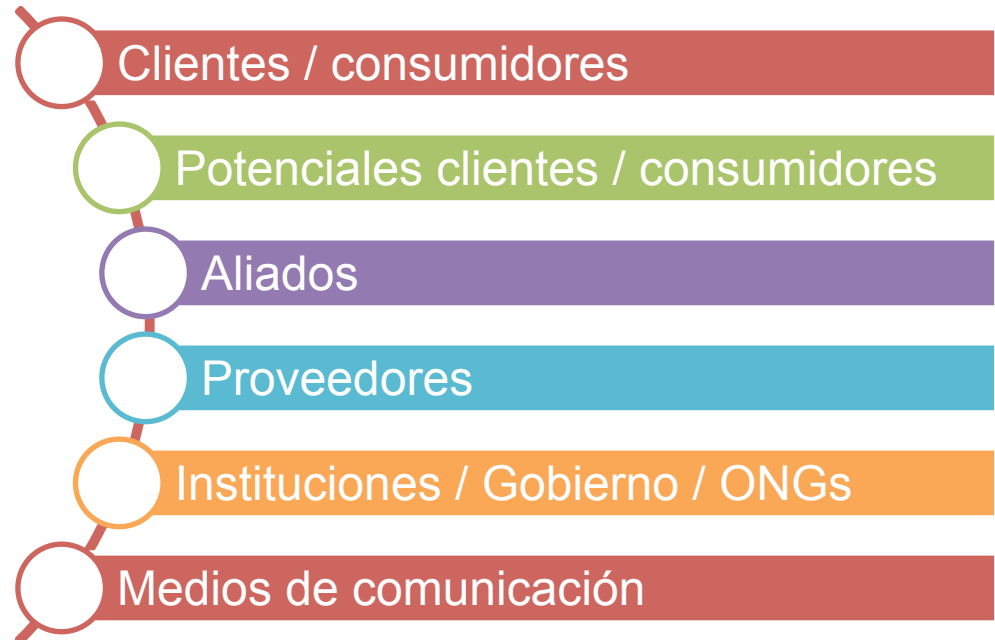 Clientes / consumidores
Potenciales clientes / consumidores
Aliados
Proveedores
Instituciones / Gobierno / ONGs
Medios de comunicación